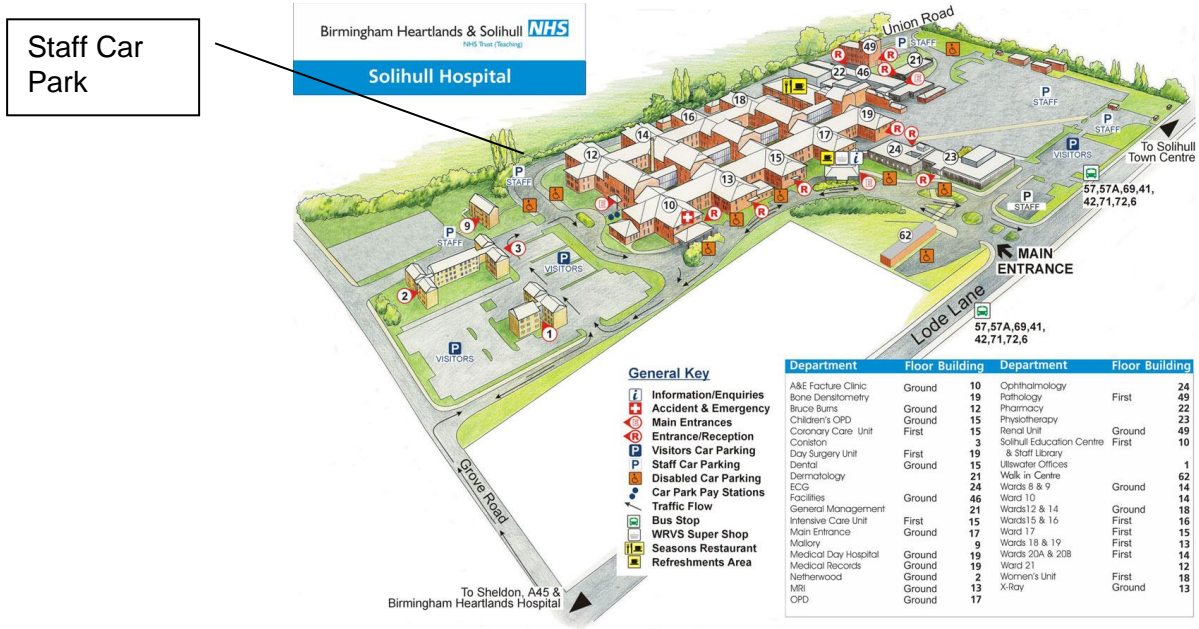 Staff Car
Park
Birmingham Heartlands & Solihull NHS
NHS Trust (Teaching)
Solihull Hospital
Union Road
49
P STAFF
R
R
21
22
46
R
E
18
16
19
14
17
P
STAFF
R
R
P
STAFF
To Solihull
Town Centre
12
24
23
P
VISITORS
15
i
57,57A,69,41,
42,71,72,6
P
STAFF
13
R
E
R
P
STAFF
10
E
R
R
9
62
P
STAFF
3
MAIN
ENTRANCE
P
VISITORS
2
1
Lode Lane
57,57A,69,41,
42,71,72,6
P
VISITORS
Grove Road
To Sheldon, A45 &
Birmingham Heartlands Hospital
General Key
i Information/Enquiries
Accident & Emergency
E Main Entrances
R Entrance/Reception
P Visitors Car Parking
P Staff Car Parking
Disabled Car Parking
Car Park Pay Stations
Traffic Flow
Bus Stop
WRVS Super Shop
Seasons Restaurant
Refreshments Area
Department Floor Building Department Floor Building
A&E Facture Clinic Ground 10 Ophthalmology 24
Bone Densitometry 19 Pathology First 49
Bruce Burns Ground 12 Pharmacy 22
Children's OPD Ground 15 Physiotherapy 23
Coronary Care Unit First 15 Renal Unit Ground 49
Coniston 3 Solihull Education Centre First 10
Day Surgery Unit First 19 & Staff Library
Dental Ground 15 Ullswater Offices 1
Dermatology 21 Walk in Centre 62
ECG 24 Wards 8 & 9 Ground 14
Facilities Ground 46 Ward 10 14
General Management 21 Wards12 & 14 Ground 18
Intensive Care Unit First 15 Wards15 & 16 First 16
Main Entrance Ground 17 Ward 17 First 15
Mallory 9 Wards 18 & 19 First 13
Medical Day Hospital Ground 19 Wards 20A & 20B First 14
Medical Records Ground 19 Ward 21 12
Netherwood Ground 2 Women's Unit First 18
MRI Ground 13 X-Ray Ground 13
OPD Ground 17